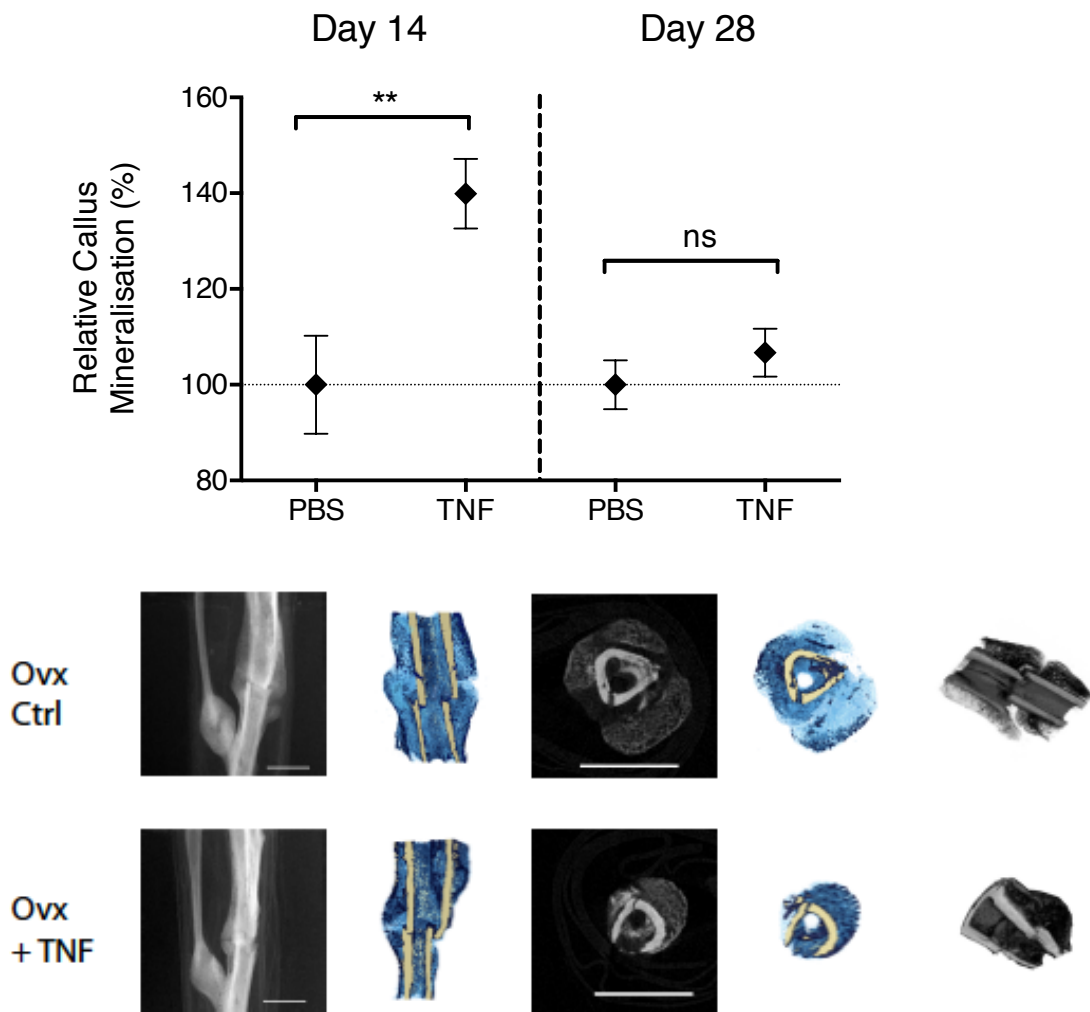 Day 14
Day 28
160
140
120
100
80
Relative Callus
Mineralisation (%)
**
ns
PBS
TNF
PBS
TNF
Ovx
Ctrl
Ovx
+ TNF